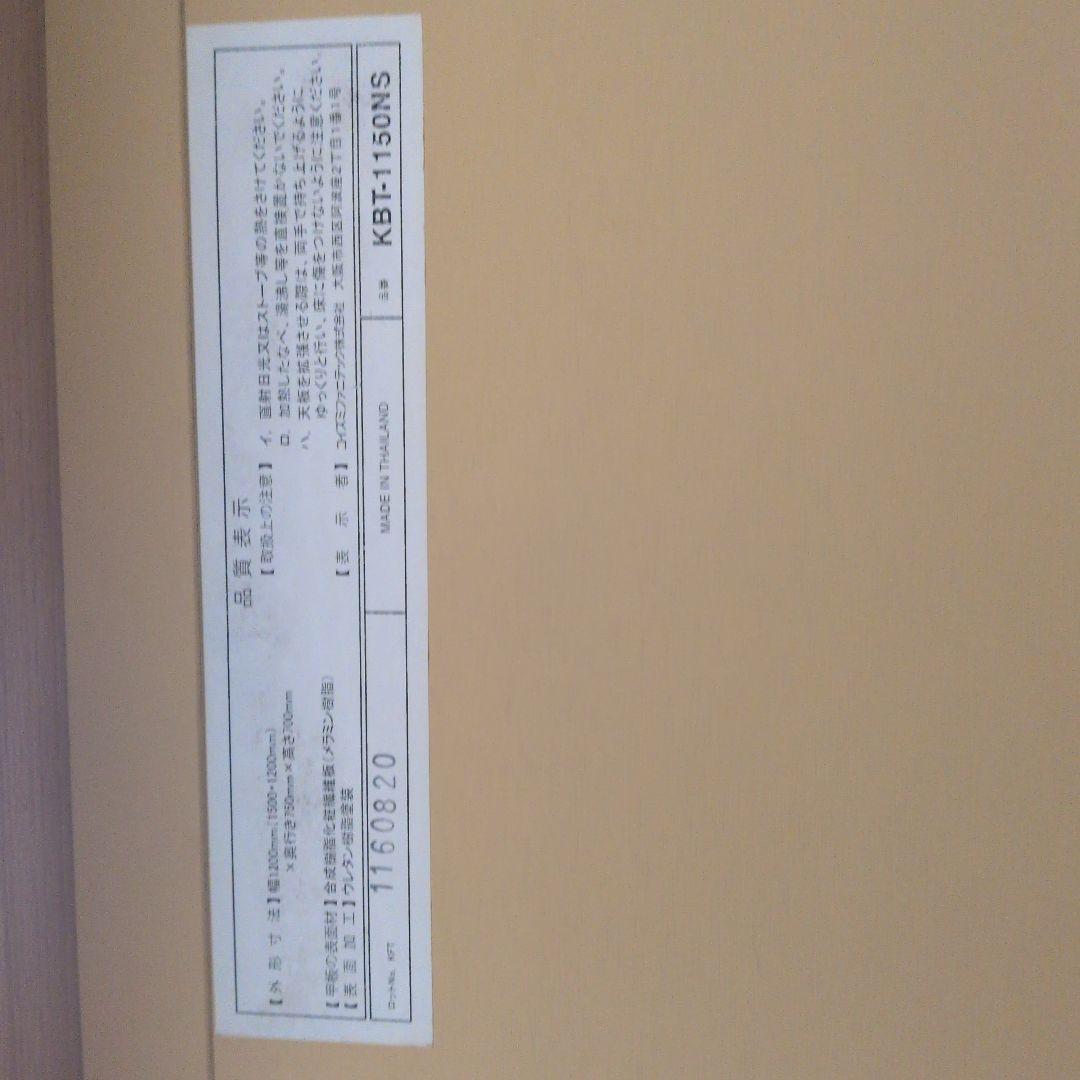 品質表示
【外形寸法】幅1200mm(1500・1200mm)
×奥行き750mm×高さ700mm
【甲板の表面材】合成樹脂化粧繊維板(メラミン樹脂)
【表面加工】ウレタン樹脂塗装
【取扱上の注意】イ. 直射日光又はストーブ等の熱をさけてください。
ロ. 加熱したなべ、湯沸し等を直接置かないでください。
ハ. 天板を拡張させる際は、両手で持ち上げるように、
ゆっくりと行い、床に傷をつけないように注意ください。
【表示者】コイズミファニテック株式会社 大阪市西区阿波座2丁目1番1号
ロットNo. KFT 1160820
MADE IN THAILAND
品番 KBT-1150NS